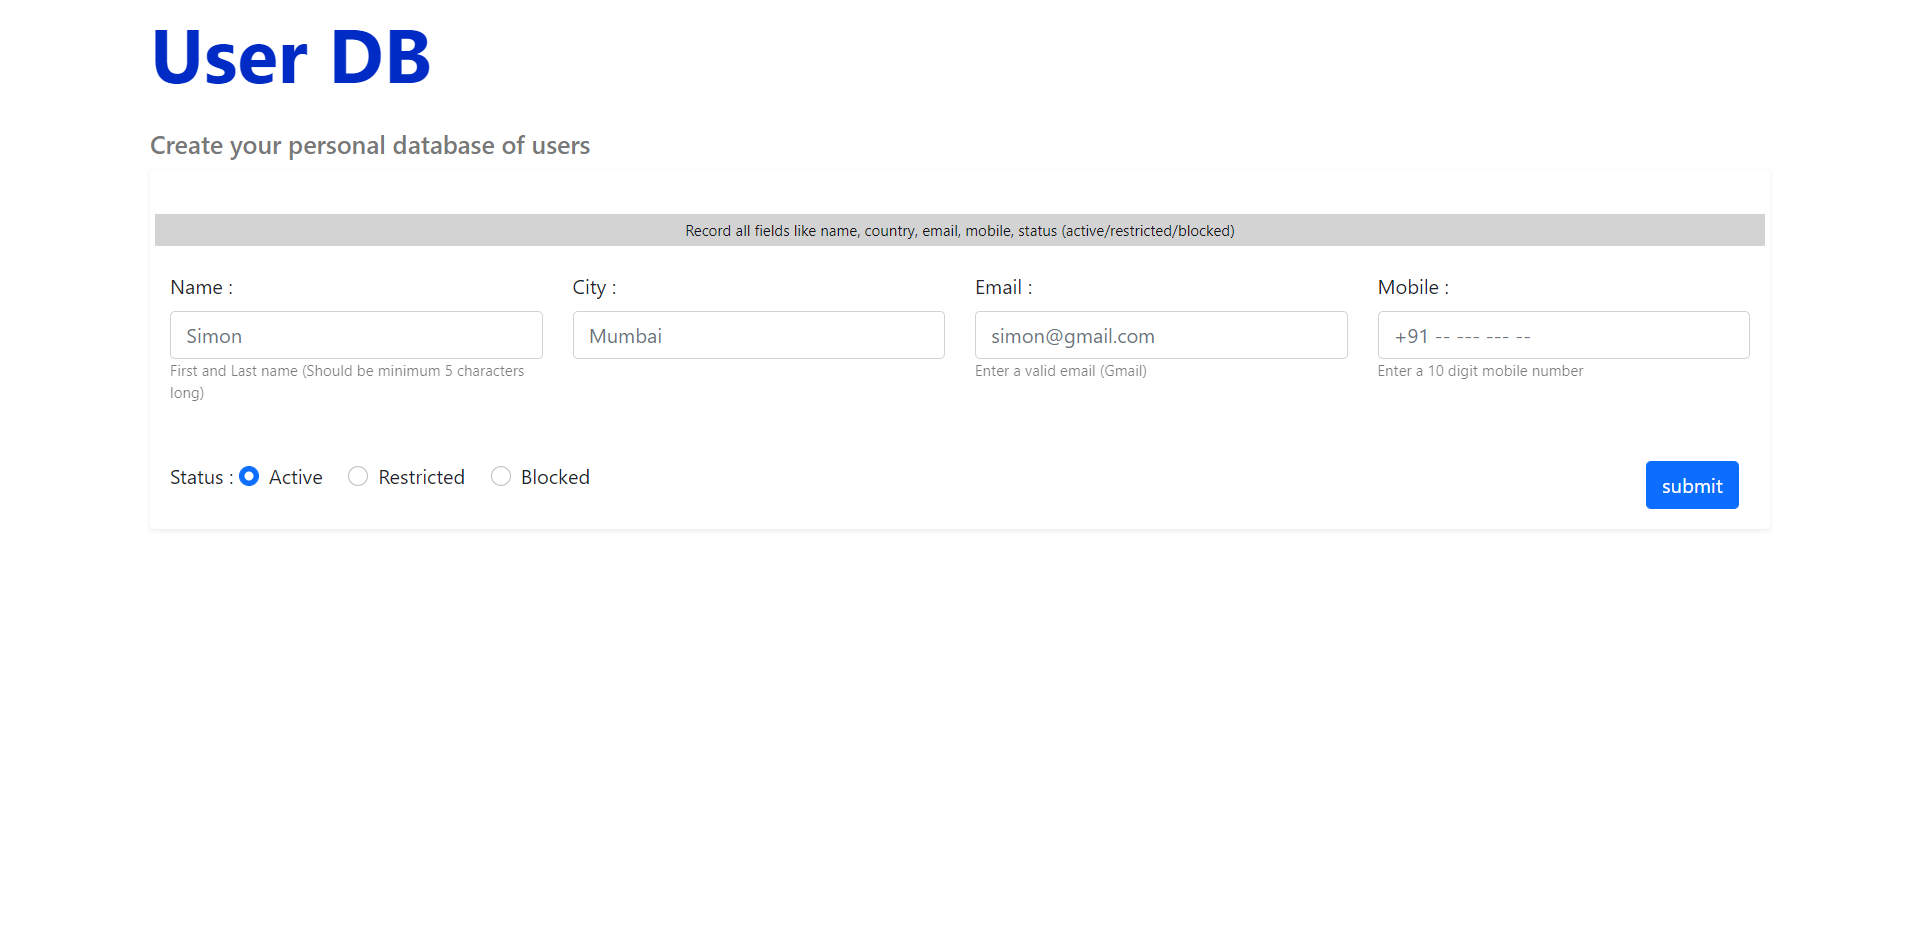 User DB
Create your personal database of users
Record all fields like name, country, email, mobile, status (active/restricted/blocked)
Name :
City :
Email :
Mobile :
Simon
Mumbai
simon@gmail.com
+91 -- --- --- --
First and Last name (Should be minimum 5 characters
long)
Enter a valid email (Gmail)
Enter a 10 digit mobile number
Status : Active Restricted Blocked
submit